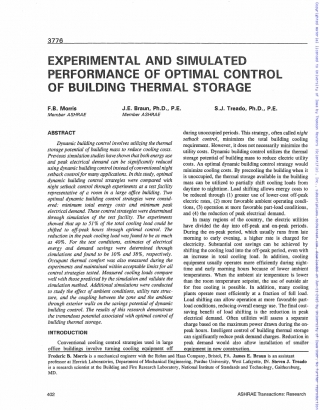 3776
EXPERIMENTAL AND SIMULATED
PERFORMANCE OF OPTIMAL CONTROL
OF BUILDING THERMAL STORAGE
F.B. Morris
Member ASHRAE
J.E. Braun, Ph.D., P.E.
Member ASHRAE
S.J. Treado, Ph.D., P.E.
ABSTRACT
Dynamic building control involves utilizing the thermal
storage potential of building mass to reduce cooling costs.
Previous simulation studies have shown that both energy use
and peak electrical demand can be significantly reduced
using dynamic building control instead of conventional night
setback control for many applications. In this study, optimal
dynamic building control strategies were compared with
night setback control through experiments at a test facility
representative of a room in a large office building. Two
optimal dynamic building control strategies were consid-
ered: minimum total energy costs and minimum peak
electrical demand. These control strategies were determined
through simulation of the test facility. The experiments
showed that up to 51% of the total cooling load could be
shifted to off-peak hours through optimal control. The
reduction in the peak cooling load was found to be as much
as 40%. For the test conditions, estimates of electrical
energy and demand savings were determined through
simulations and found to be 10% and 38%, respectively.
Occupant thermal comfort was also measured during the
experiments and maintained within acceptable limits for all
control strategies tested. Measured cooling loads compare
well with those predicted by the simulation and validate the
simulation method. Additional simulations were conducted
to study the effect of ambient conditions, utility rate struc-
ture, and the coupling between the zone and the ambient
through exterior walls on the savings potential of dynamic
building control. The results of this research demonstrate
the tremendous potential associated with optimal control of
building thermal storage.
INTRODUCTION
Conventional cooling control strategies used in large
office buildings involve turning cooling equipment off
during unoccupied periods. This strategy, often called night
setback control, minimizes the total building cooling
requirement. However, it does not necessarily minimize the
utility costs. Dynamic building control utilizes the thermal
storage potential of building mass to reduce electric utility
costs. An optimal dynamic building control strategy would
minimize cooling costs. By precooling the building when it
is unoccupied, the thermal storage available in the building
mass can be utilized to partially shift cooling loads from
daytime to nighttime. Load shifting allows energy costs to
be reduced through (1) greater use of lower-cost off-peak
electric rates, (2) more favorable ambient operating condi-
tions, (3) operation at more favorable part-load conditions,
and (4) the reduction of peak electrical demand.
In many regions of the country, the electric utilities
have divided the day into off-peak and on-peak periods.
During the on-peak period, which usually runs from late
morning to early evening, a higher rate is charged for
electricity. Substantial cost savings can be achieved by
shifting the cooling load into the off-peak period, even with
an increase in total cooling load. In addition, cooling
equipment usually operates more efficiently during night-
time and early morning hours because of lower ambient
temperatures. When the ambient air temperature is lower
than the room setpoint, the use of outside air
for free cooling is possible. In addition, many cooling
plants operate most efficiently at a fraction of full load.
Load shifting can allow operation at more favorable part-
load conditions, reducing overall energy use. The final cost-
saving benefit of load shifting is the reduction in peak
electrical demand. Often utilities will assess a separate
charge based on the maximum power drawn during the on-
peak hours. Intelligent control of building thermal storage
can significantly reduce peak demand charges. Reduction in
peak demand can also allow installation of smaller
equipment in new construction.
Frederic B. Morris is a mechanical engineer with the Rohm and Haas Company, Bristol, PA. James E. Braun is an assistant
professor at Herrick Laboratories, Department of Mechanical Engineering, Purdue University, West Lafayette, IN. Steven J. Treado
is a research scientist at the Building and Fire Research Laboratory, National Institute of Standards and Technology, Gaithersburg,
MD.
402
ASHRAE Transactions: Research